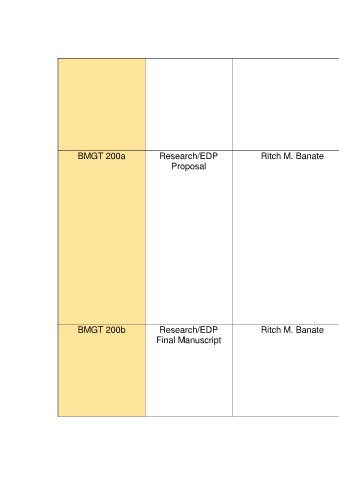 BMGT 200a Research/EDP Ritch M. Banate
Proposal
BMGT 200b Research/EDP Ritch M. Banate
Final Manuscript